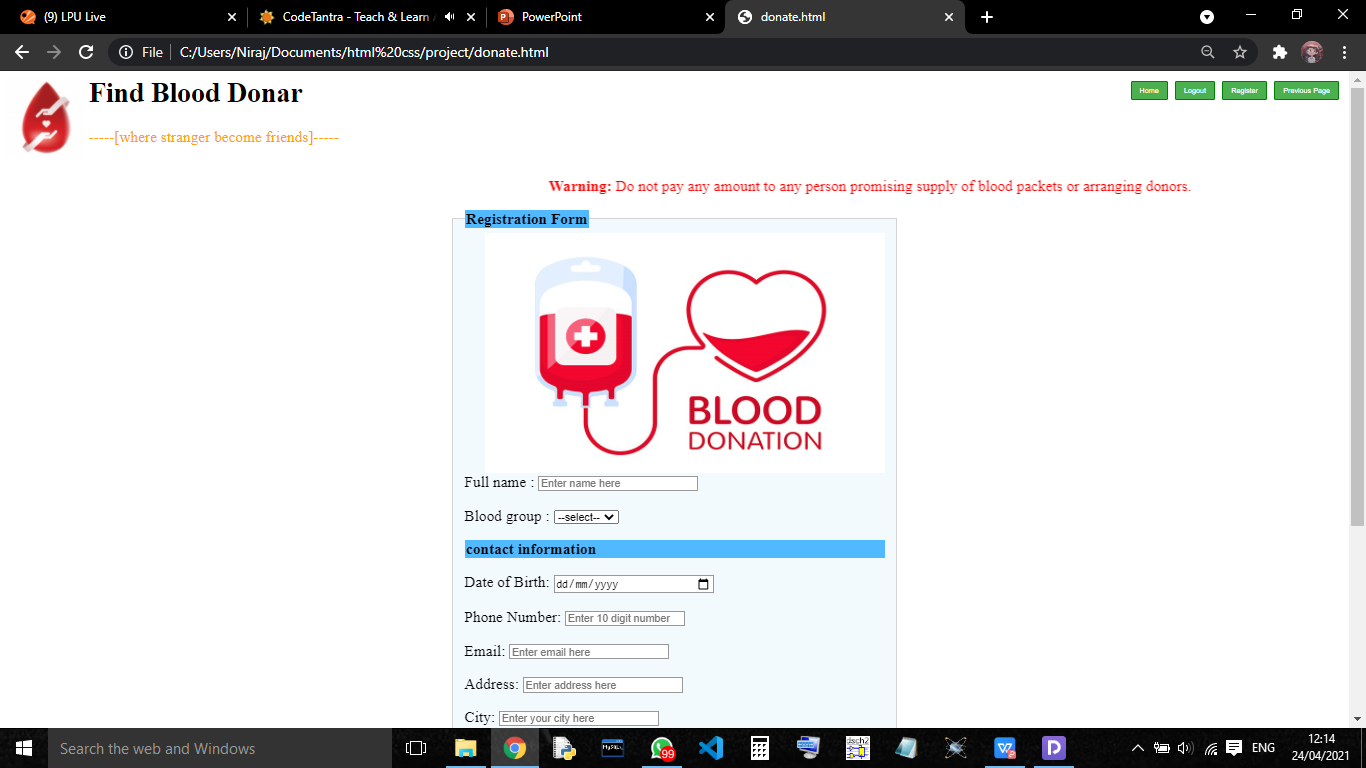 (9) LPU Live
CodeTantra - Teach & Learn
PowerPoint
donate.html
File
C:/Users/Niraj/Documents/html%20css/project/donate.html
Find Blood Donar
Home
Logout
Register
Previous Page
-----[where stranger become friends]-----
Warning: Do not pay any amount to any person promising supply of blood packets or arranging donors.
Registration Form
BLOOD
DONATION
Full name : Enter name here
Blood group : --select--
contact information
Date of Birth: dd/mm/yyyy
Phone Number: Enter 10 digit number
Email: Enter email here
Address: Enter address here
City: Enter your city here
Search the web and Windows
MySQL
99
dsch2
ENG
12:14
24/04/2021